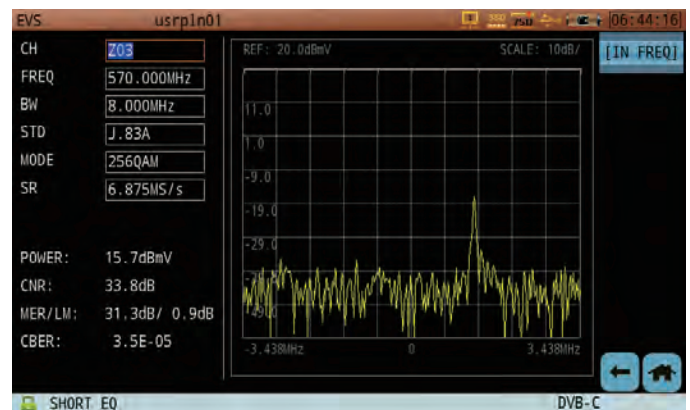 EVS usrp1n01 SSD 75Ω [06:44:16]
CH Z03
FREQ 570.000MHz
BW 8.000MHz
STD J.83A
MODE 256QAM
SR 6.875MS/s
POWER: 15.7dBmV
CNR: 33.8dB
MER/LM: 31.3dB/ 0.9dB
CBER: 3.5E-05
REF: 20.0dBmV SCALE: 10dB/
11.0
1.0
-9.0
-19.0
-29.0
-3.438MHz 0 3.438MHz
[IN FREQ]
SHORT EQ DVB-C